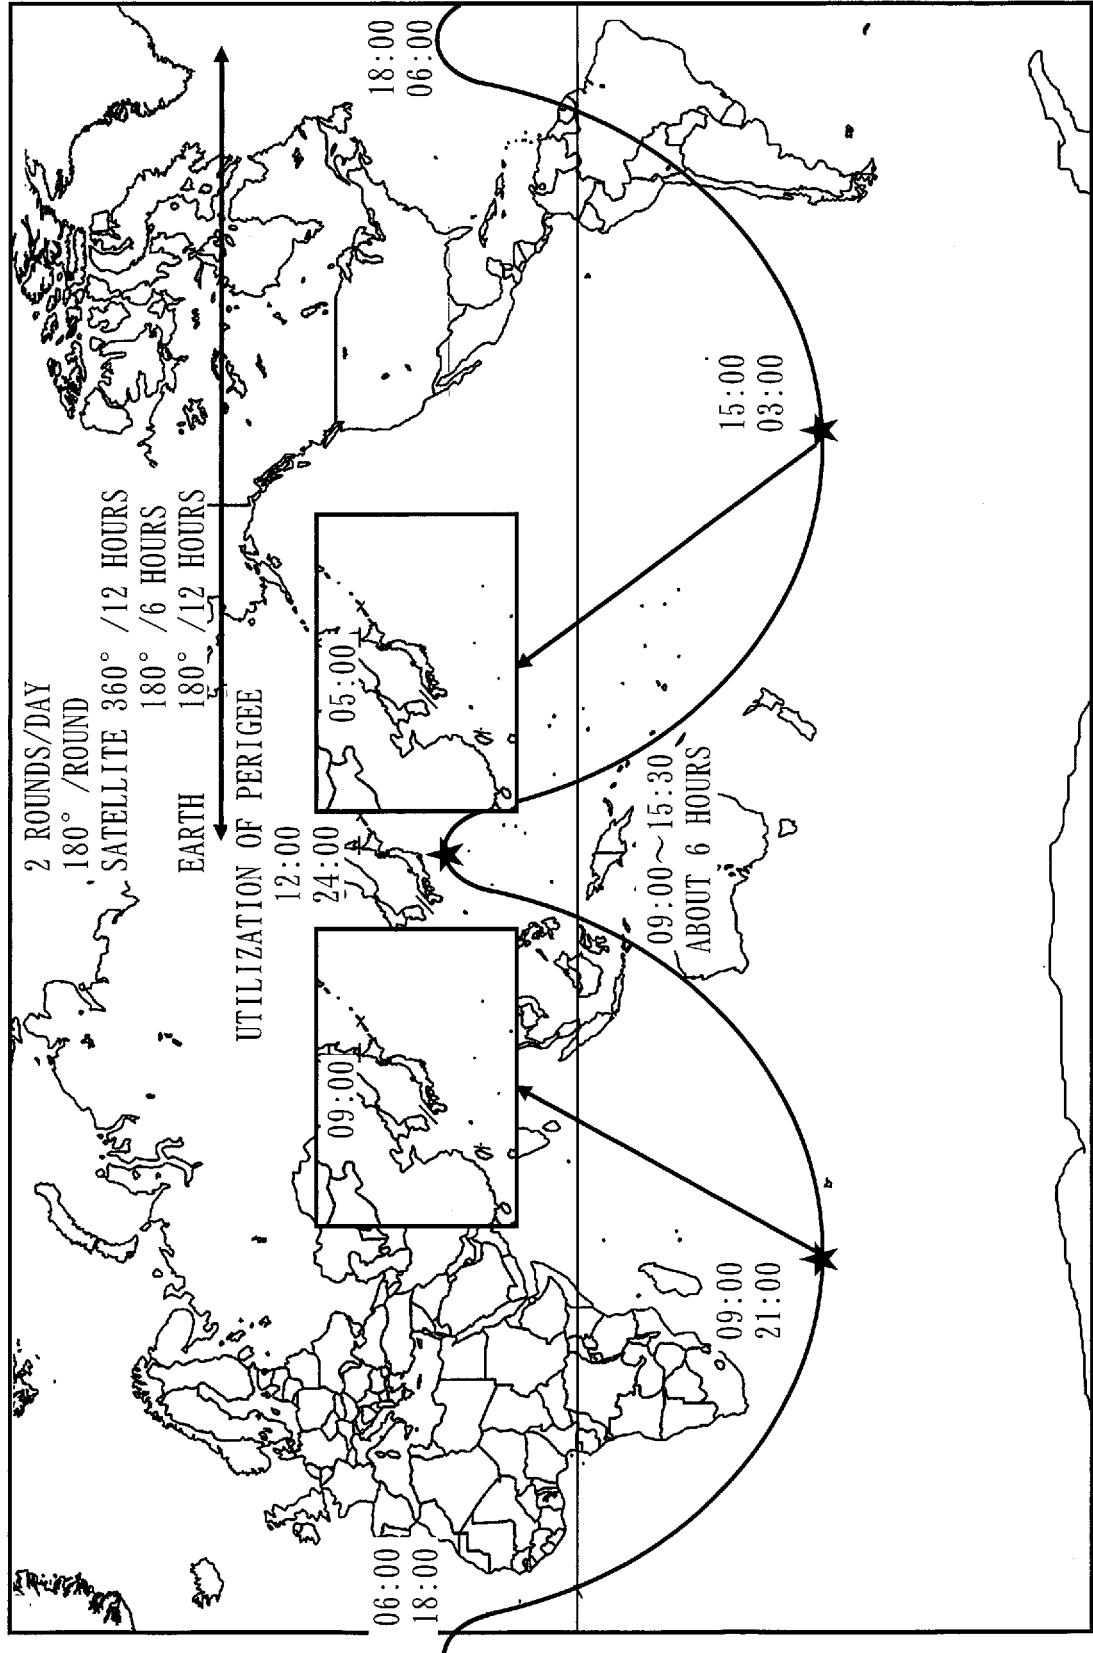 2 ROUNDS/DAY
180° /ROUND
SATELLITE 360° /12 HOURS
180° /6 HOURS
EARTH 180° /12 HOURS
UTILIZATION OF PERIGEE
12:00
24:00
09:00
05:00
06:00
18:00
18:00
06:00
09:00～15:30
ABOUT 6 HOURS
09:00
21:00
15:00
03:00